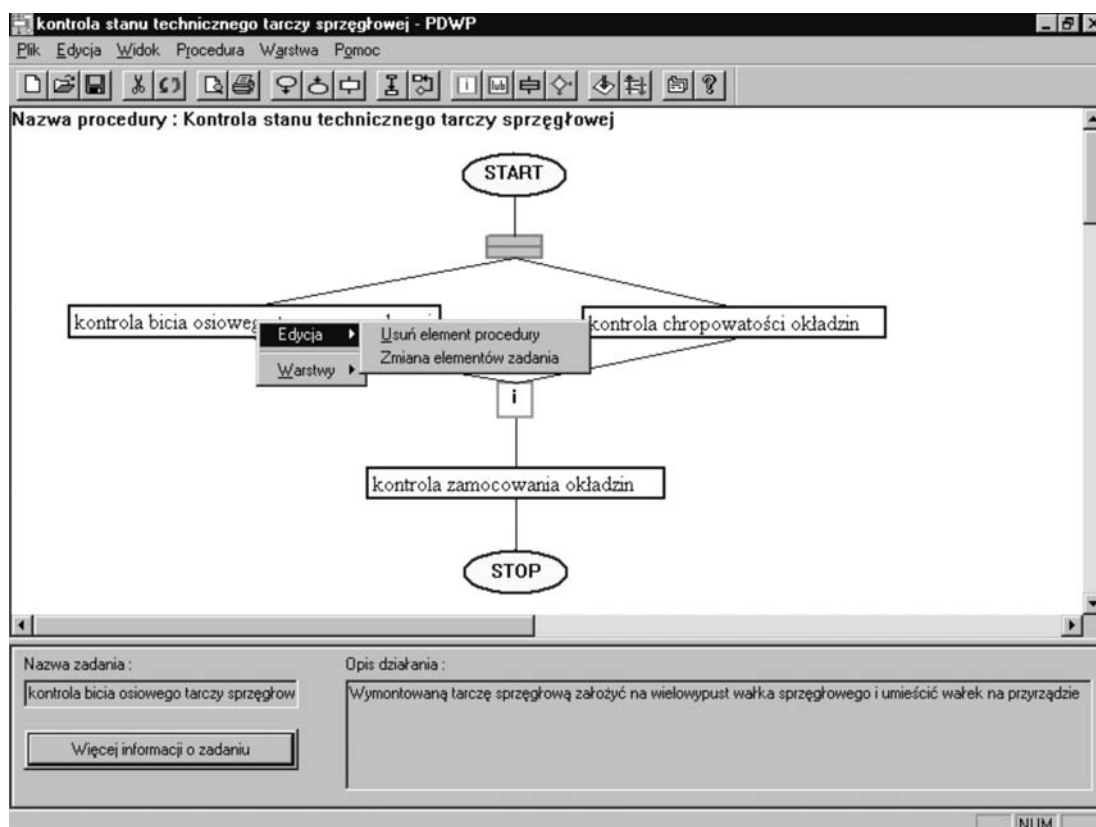 kontrola stanu technicznego tarczy sprzęgłowej - PDWP
Plik Edycja Widok Procedura Warstwa Pomoc
i lub
Nazwa procedury : Kontrola stanu technicznego tarczy sprzęgłowej
START
kontrola bicia osioweg
kontrola chropowatości okładzin
Edycja
Usuń element procedury
Zmiana elementów zadania
Warstwy
i
kontrola zamocowania okładzin
STOP
Nazwa zadania :
Opis działania :
kontrola bicia osiowego tarczy sprzęgłow
Wymontowaną tarczę sprzęgłową założyć na wielowypust wałka sprzęgłowego i umieścić wałek na przyrządzie
Więcej informacji o zadaniu
NUM